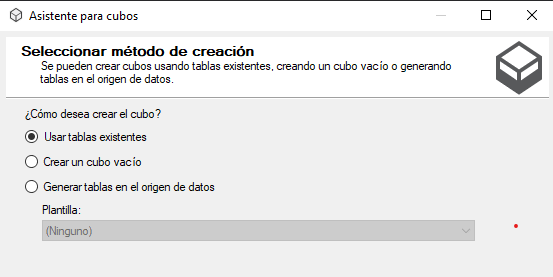 Asistente para cubos
Seleccionar método de creación
Se pueden crear cubos usando tablas existentes, creando un cubo vacío o generando
tablas en el origen de datos.
¿Cómo desea crear el cubo?
Usar tablas existentes
Crear un cubo vacío
Generar tablas en el origen de datos
Plantilla:
(Ninguno)